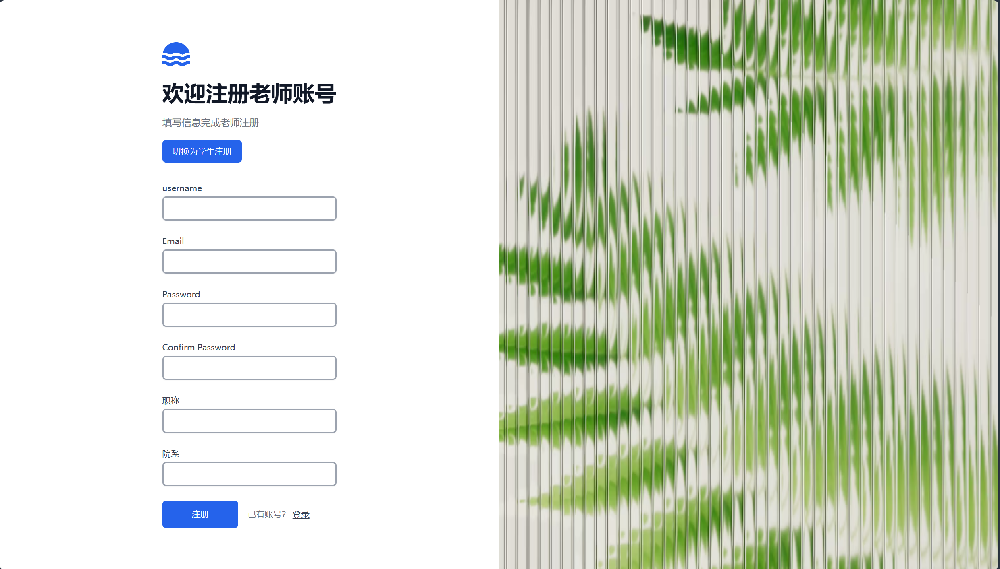 欢迎注册老师账号
填写信息完成老师注册
切换为学生注册
username
Email
Password
Confirm Password
职称
院系
注册
已有账号? 登录